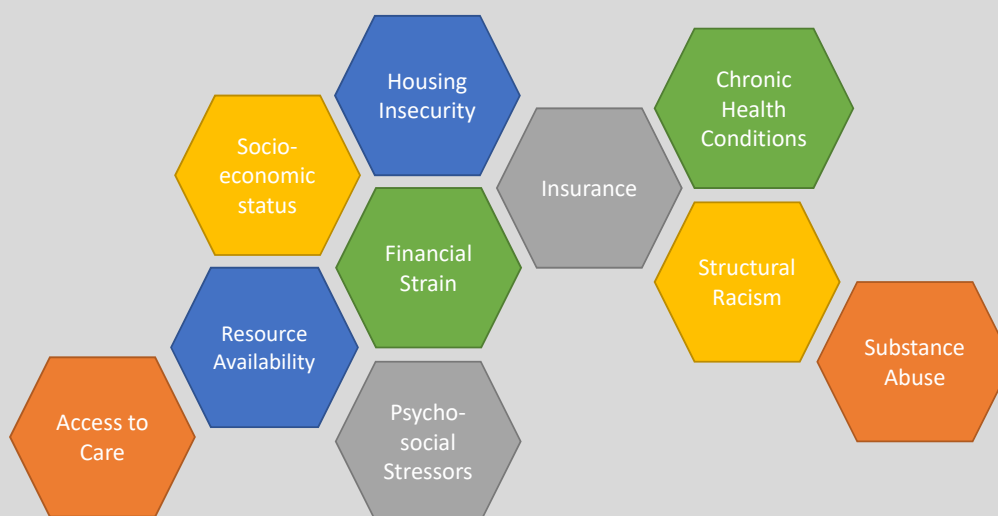 Housing
Insecurity
Chronic
Health
Conditions
Socio-
economic
status
Insurance
Financial
Strain
Structural
Racism
Resource
Availability
Substance
Abuse
Access to
Care
Psycho-
social
Stressors